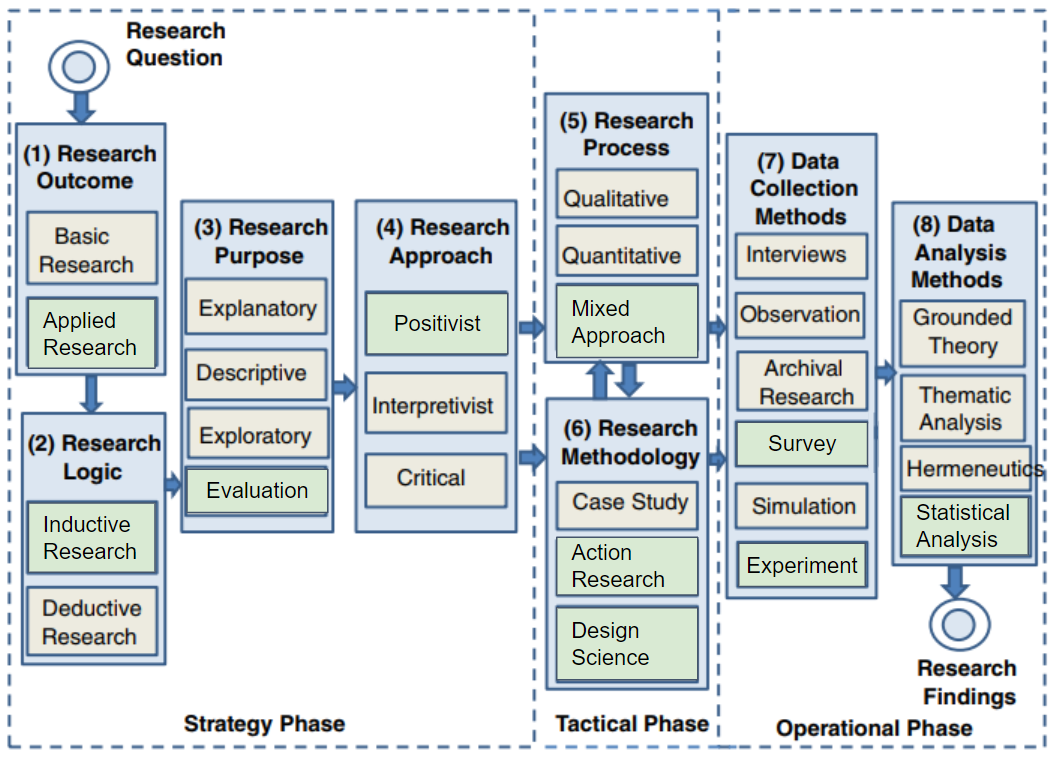 Research
Question
(1) Research
Outcome
Basic
Research
Applied
Research
(2) Research
Logic
Inductive
Research
Deductive
Research
(3) Research
Purpose
Explanatory
Descriptive
Exploratory
Evaluation
(4) Research
Approach
Positivist
Interpretivist
Critical
Strategy Phase
(5) Research
Process
Qualitative
Quantitative
Mixed
Approach
(6) Research
Methodology
Case Study
Action
Research
Design
Science
Tactical Phase
(7) Data
Collection
Methods
Interviews
Observation
Archival
Research
Survey
Simulation
Experiment
(8) Data
Analysis
Methods
Grounded
Theory
Thematic
Analysis
Hermeneutics
Statistical
Analysis
Research
Findings
Operational Phase